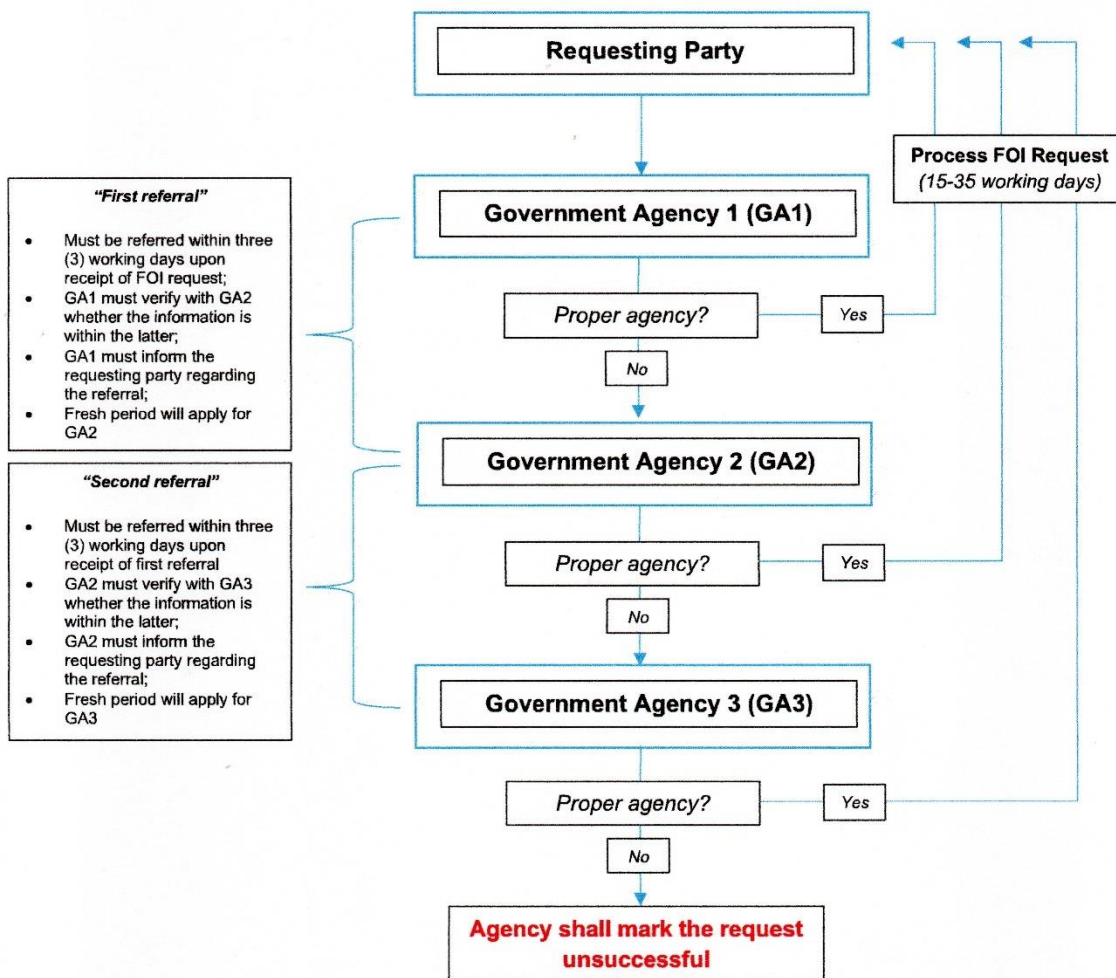 Requesting Party
Process FOI Request
(15-35 working days)
“First referral”
• Must be referred within three
(3) working days upon
receipt of FOI request;
• GA1 must verify with GA2
whether the information is
within the latter;
• GA1 must inform the
requesting party regarding
the referral;
• Fresh period will apply for
GA2
Government Agency 1 (GA1)
Proper agency?
Yes
No
Government Agency 2 (GA2)
“Second referral”
• Must be referred within three
(3) working days upon
receipt of first referral
• GA2 must verify with GA3
whether the information is
within the latter;
• GA2 must inform the
requesting party regarding
the referral;
• Fresh period will apply for
GA3
Proper agency?
Yes
No
Government Agency 3 (GA3)
Proper agency?
Yes
No
Agency shall mark the request
unsuccessful